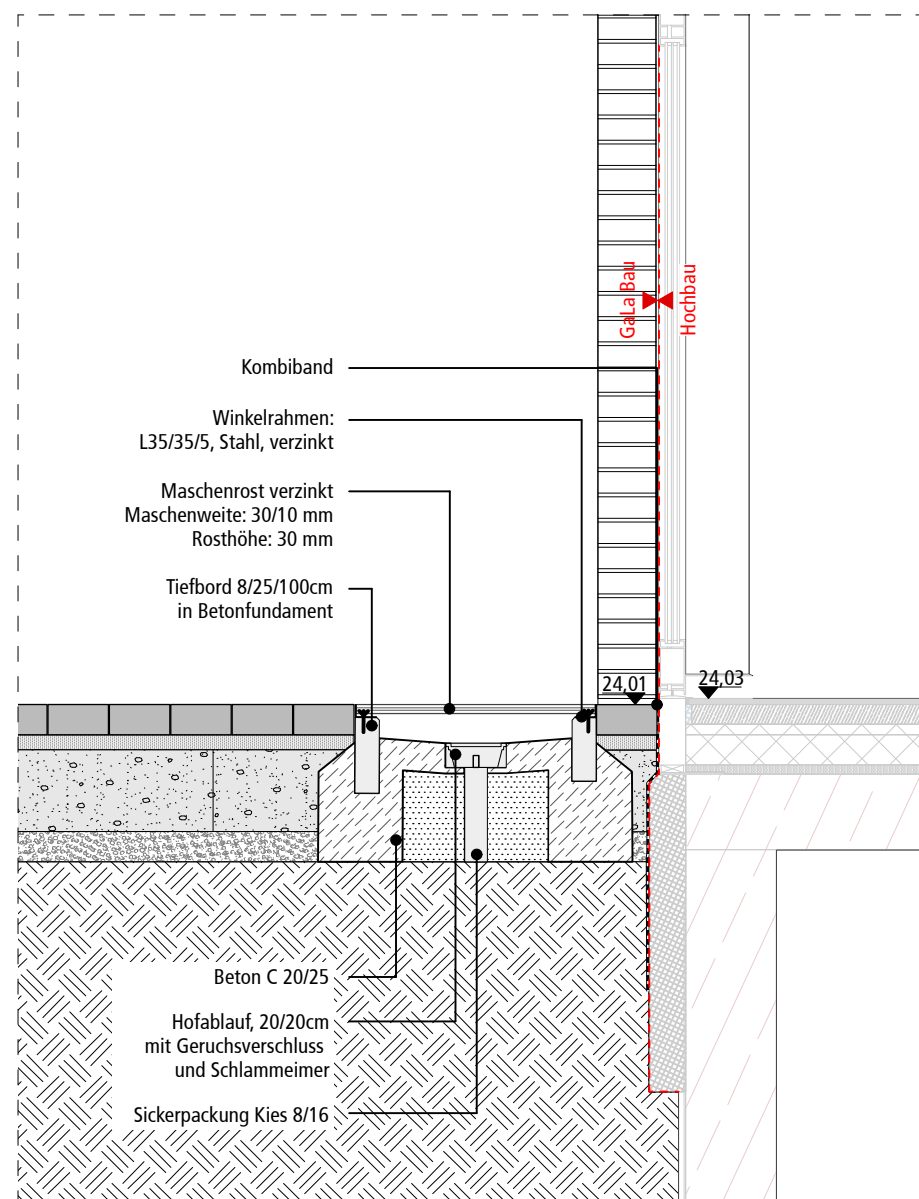 GaLa Bau
Hochbau
Kombiband
Winkelrahmen:
L35/35/5, Stahl, verzinkt
Maschenrost verzinkt
Maschenweite: 30/10 mm
Rosthöhe: 30 mm
Tiefbord 8/25/100cm
in Betonfundament
24,01
24,03
Beton C 20/25
Hofablauf, 20/20cm
mit Geruchsverschluss
und Schlammeimer
Sickerpackung Kies 8/16